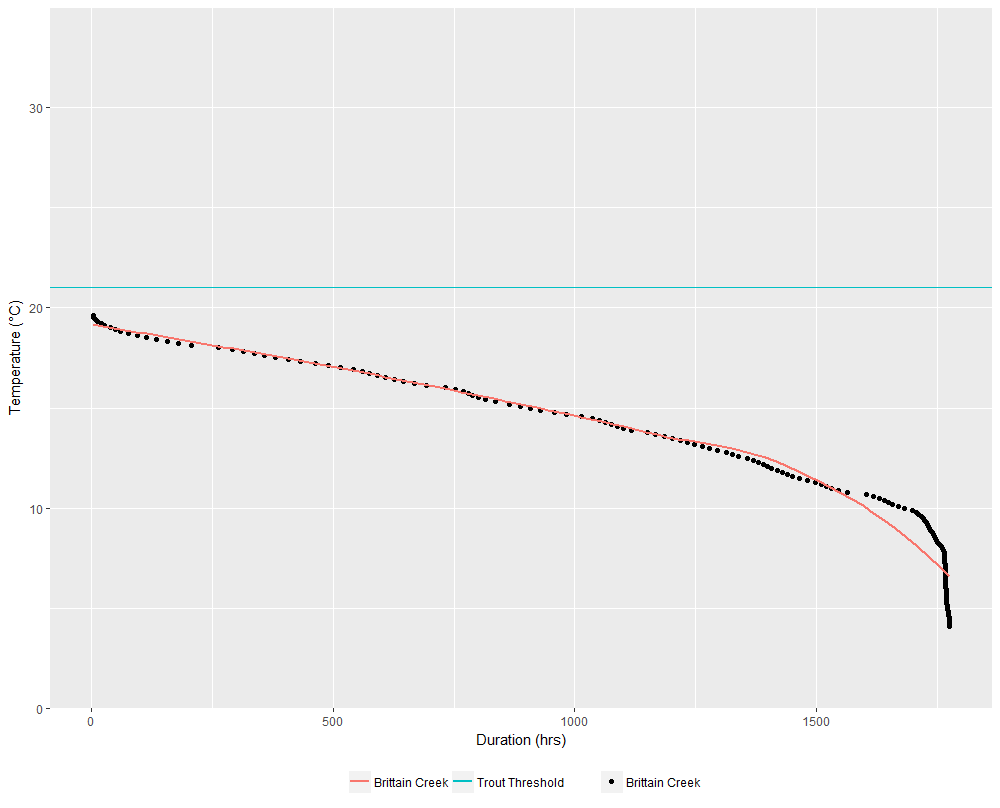 30
20
10
0
Temperature (°C)
0 500 1000 1500
Duration (hrs)
Brittain Creek Trout Threshold Brittain Creek